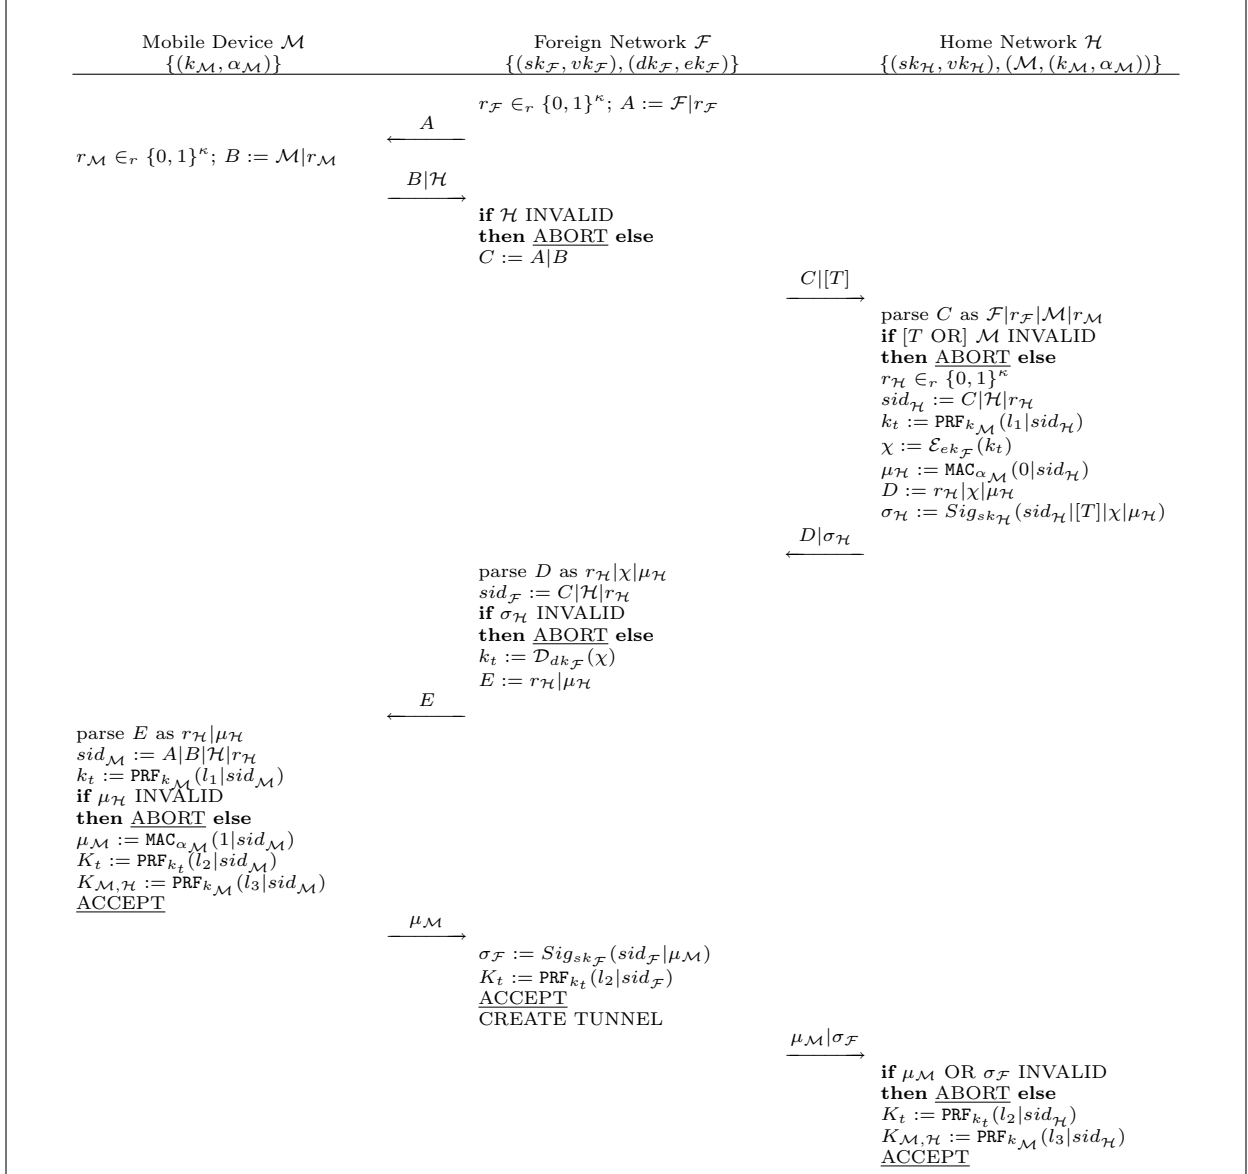 Mobile Device ℳ Foreign Network ℱ Home Network ℋ
{(k_ℳ, α_ℳ)} {(sk_ℱ, vk_ℱ), (dk_ℱ, ek_ℱ)} {(sk_ℋ, vk_ℋ), (ℳ, (k_ℳ, α_ℳ))}
r_ℱ ∈_r {0, 1}^κ; A := ℱ|r_ℱ
A
r_ℳ ∈_r {0, 1}^κ; B := ℳ|r_ℳ
B|ℋ
if ℋ INVALID
then ABORT else
C := A|B
C|[T]
parse C as ℱ|r_ℱ|ℳ|r_ℳ
if [T OR] ℳ INVALID
then ABORT else
r_ℋ ∈_r {0, 1}^κ
sid_ℋ := C|ℋ|r_ℋ
k_t := PRF_{k_ℳ}(l_1|sid_ℋ)
χ := ℰ_{ek_ℱ}(k_t)
μ_ℋ := MAC_{α_ℳ}(0|sid_ℋ)
D := r_ℋ|χ|μ_ℋ
σ_ℋ := Sig_{sk_ℋ}(sid_ℋ|[T]|χ|μ_ℋ)
D|σ_ℋ
parse D as r_ℋ|χ|μ_ℋ
sid_ℱ := C|ℋ|r_ℋ
if σ_ℋ INVALID
then ABORT else
k_t := 𝒟_{dk_ℱ}(χ)
E := r_ℋ|μ_ℋ
E
parse E as r_ℋ|μ_ℋ
sid_ℳ := A|B|ℋ|r_ℋ
k_t := PRF_{k_ℳ}(l_1|sid_ℳ)
if μ_ℋ INVALID
then ABORT else
μ_ℳ := MAC_{α_ℳ}(1|sid_ℳ)
K_t := PRF_{k_t}(l_2|sid_ℳ)
K_{ℳ,ℋ} := PRF_{k_ℳ}(l_3|sid_ℳ)
ACCEPT
μ_ℳ
σ_ℱ := Sig_{sk_ℱ}(sid_ℱ|μ_ℳ)
K_t := PRF_{k_t}(l_2|sid_ℱ)
ACCEPT
CREATE TUNNEL
μ_ℳ|σ_ℱ
if μ_ℳ OR σ_ℱ INVALID
then ABORT else
K_t := PRF_{k_t}(l_2|sid_ℋ)
K_{ℳ,ℋ} := PRF_{k_ℳ}(l_3|sid_ℋ)
ACCEPT